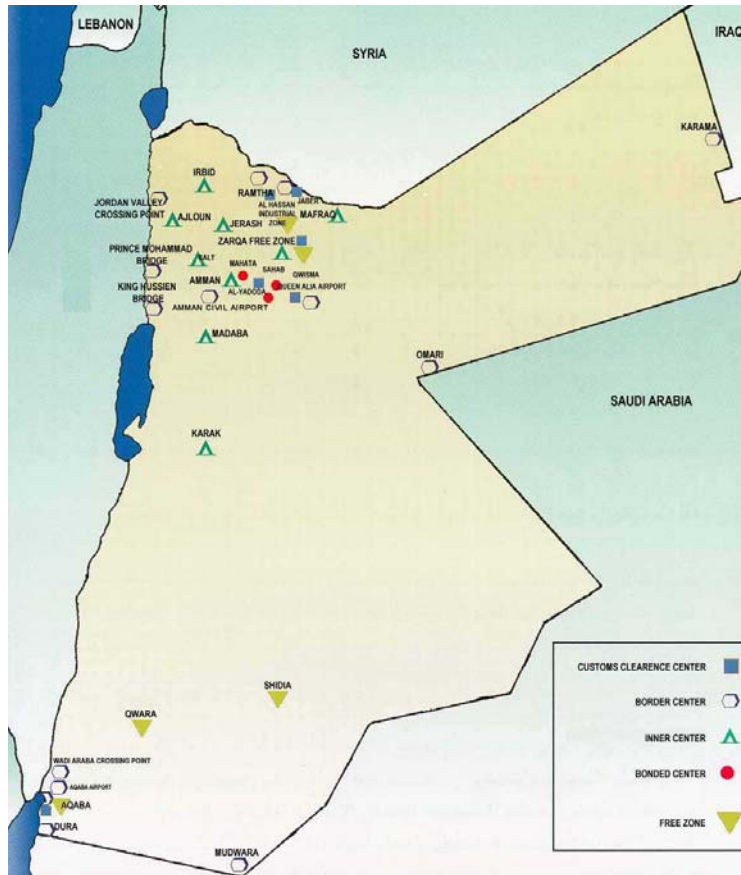 LEBANON
SYRIA
IRAQ
KARAMA
IRBID
RAMTHA
JABER
JORDAN VALLEY
CROSSING POINT
AL HASSAN
INDUSTRIAL
ZONE
MAFRAQ
AJLOUN
JERASH
ZARQA FREE ZONE
PRINCE MOHAMMAD
BRIDGE
SALT
MAHATA
SAHAB
QWISMA
KING HUSSIEN
BRIDGE
AMMAN
AL-YADODA
QUEEN ALIA AIRPORT
AMMAN CIVIL AIRPORT
MADABA
OMARI
SAUDI ARABIA
KARAK
SHIDIA
QWARA
WADI ARABA CROSSING POINT
AQABA AIRPORT
AQABA
DURA
MUDWARA
CUSTOMS CLEARENCE CENTER
BORDER CENTER
INNER CENTER
BONDED CENTER
FREE ZONE